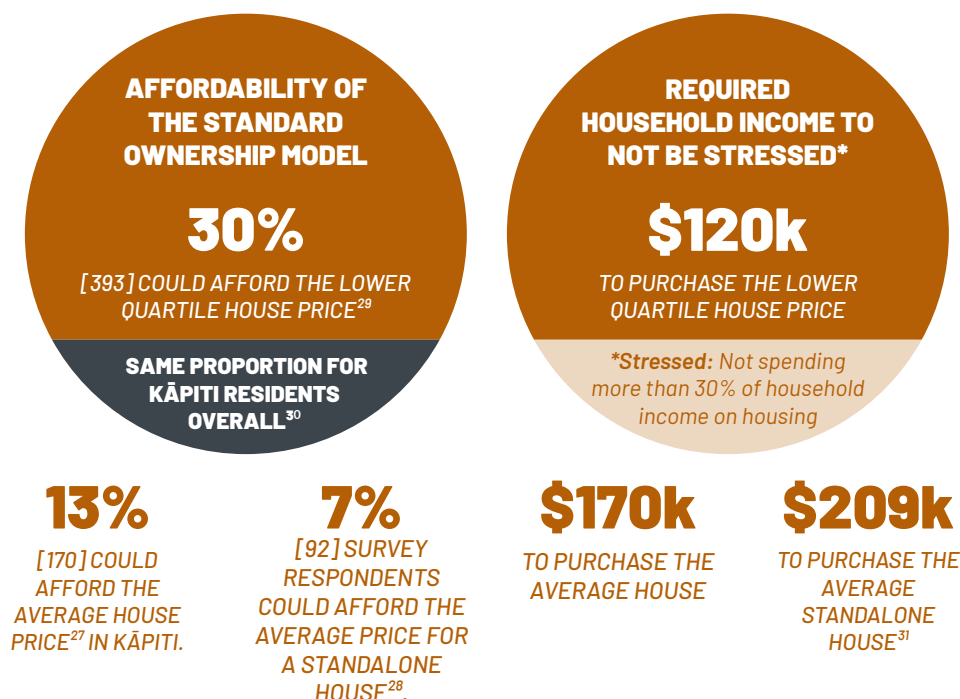 AFFORDABILITY OF
THE STANDARD
OWNERSHIP MODEL
30%
[393] COULD AFFORD THE LOWER
QUARTILE HOUSE PRICE29
SAME PROPORTION FOR
KĀPITI RESIDENTS
OVERALL30
REQUIRED
HOUSEHOLD INCOME TO
NOT BE STRESSED*
$120k
TO PURCHASE THE LOWER
QUARTILE HOUSE PRICE
*Stressed: Not spending
more than 30% of household
income on housing
13%
[170] COULD
AFFORD THE
AVERAGE HOUSE
PRICE27 IN KĀPITI.
7%
[92] SURVEY
RESPONDENTS
COULD AFFORD THE
AVERAGE PRICE FOR
A STANDALONE
HOUSE28.
$170k
TO PURCHASE THE
AVERAGE HOUSE
$209k
TO PURCHASE THE
AVERAGE
STANDALONE
HOUSE31